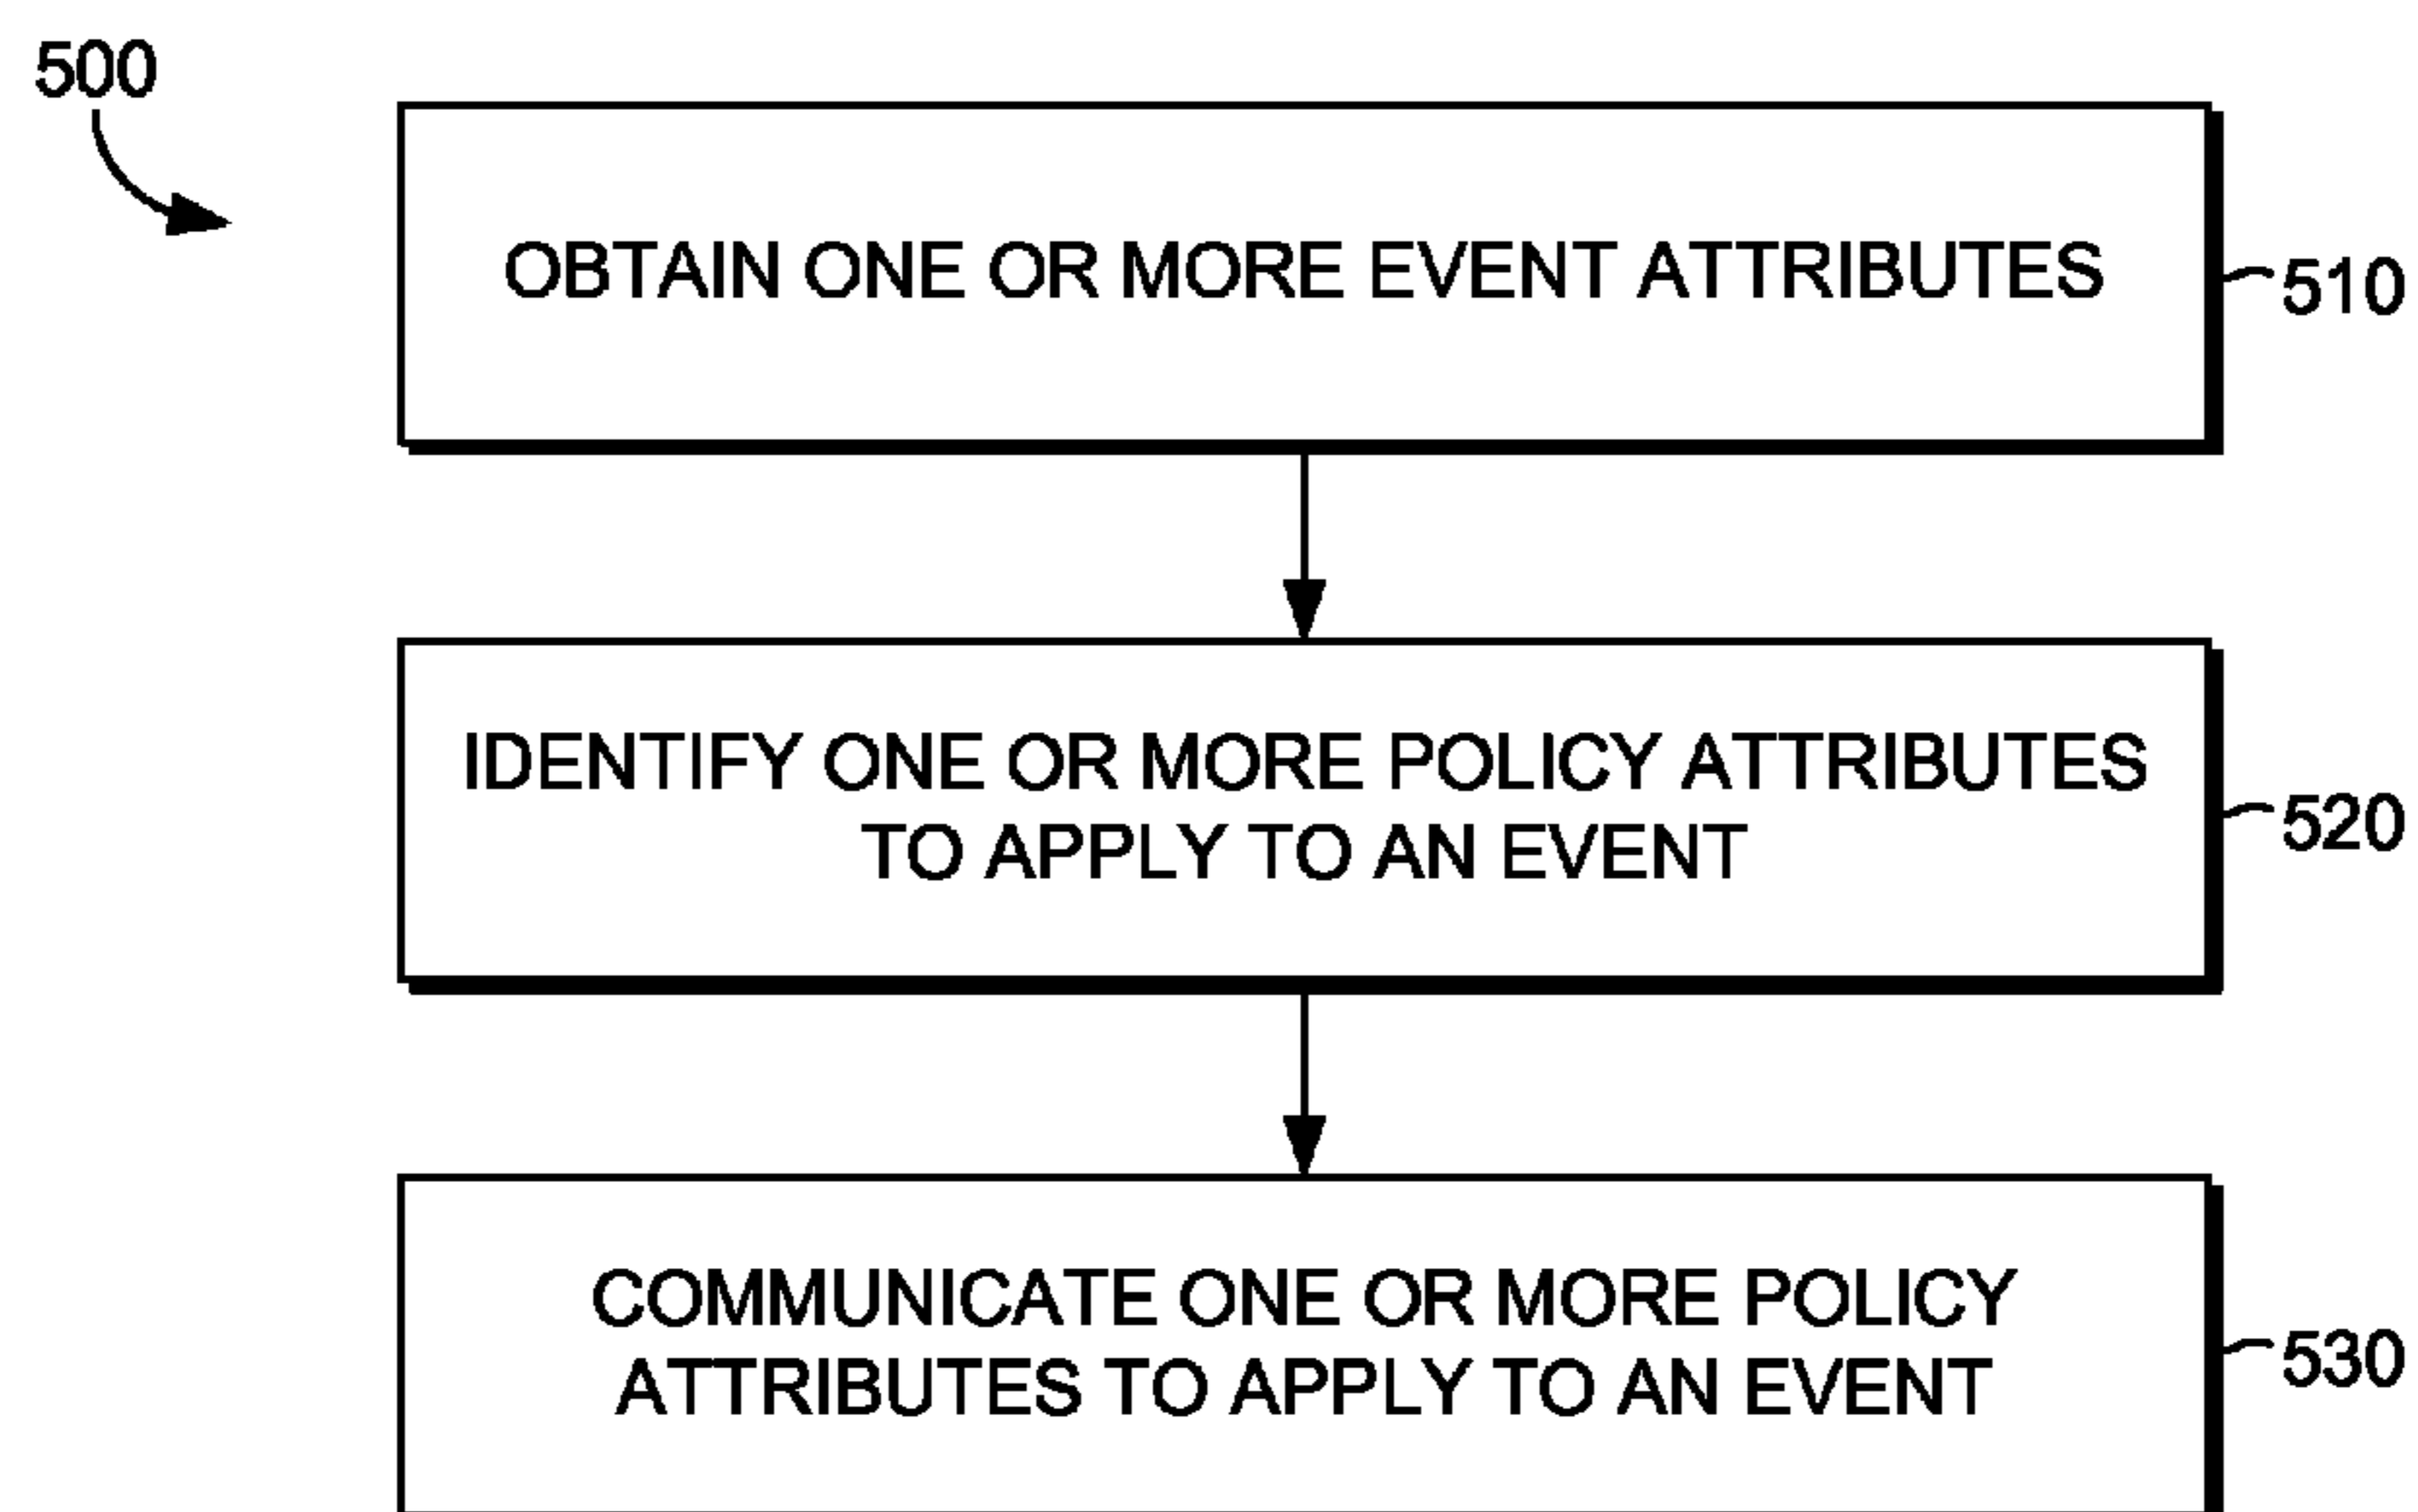 500
OBTAIN ONE OR MORE EVENT ATTRIBUTES
510
IDENTIFY ONE OR MORE POLICY ATTRIBUTES
TO APPLY TO AN EVENT
520
COMMUNICATE ONE OR MORE POLICY
ATTRIBUTES TO APPLY TO AN EVENT
530